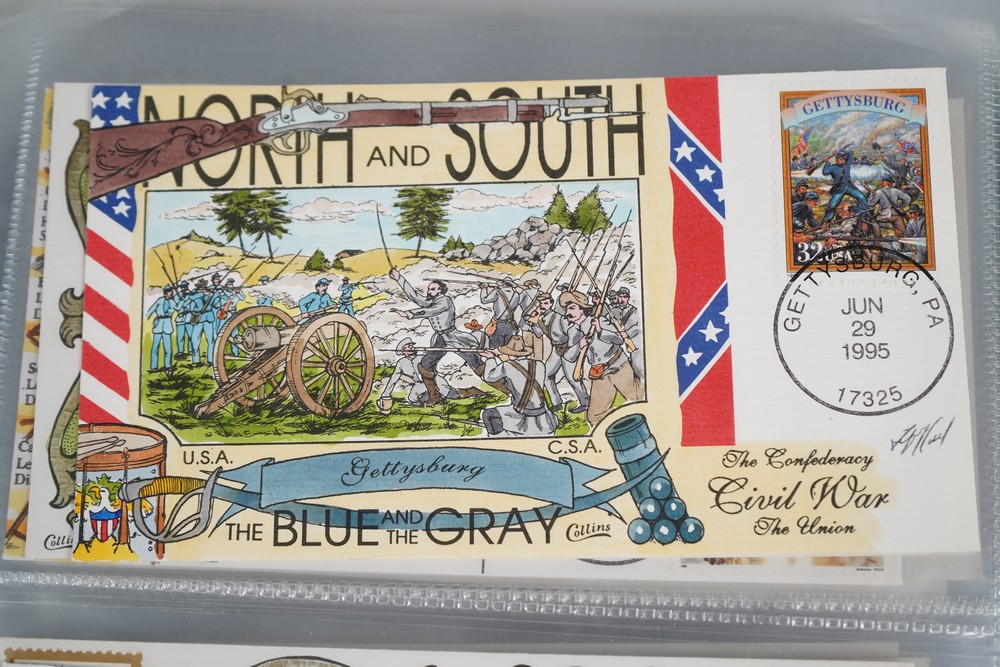 NORTH AND SOUTH
GETTYSBURG
32 USA
GETTYSBURG, PA
JUN
29
1995
17325
U.S.A.
C.S.A.
Gettysburg
THE BLUE AND THE GRAY
Collins
The Confederacy
Civil War
The Union